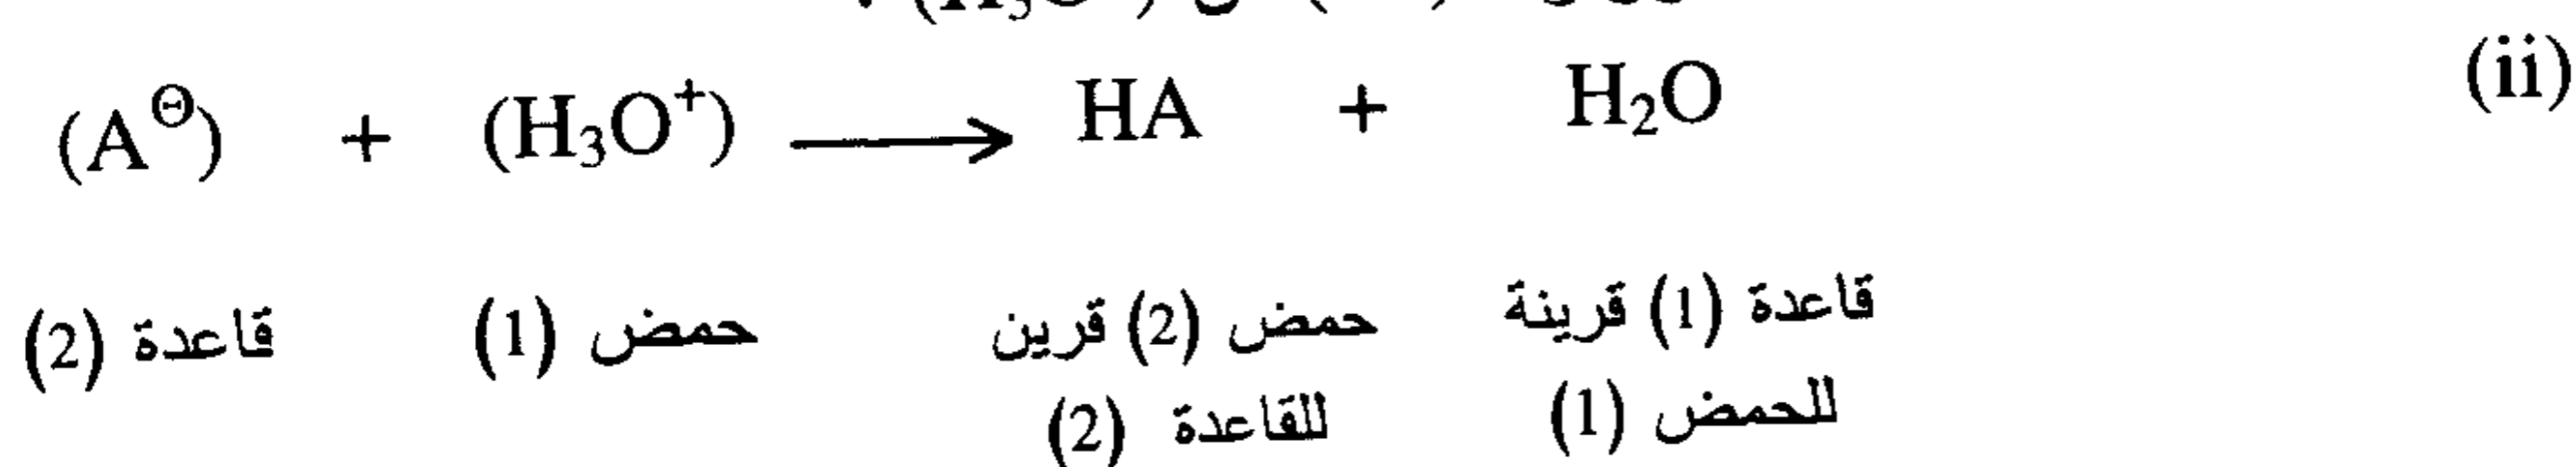 (ii) (A⊖) + (H₃O⁺) ⟶ HA + H₂O
قاعدة (2) حمض (1) حمض (2) قرين قاعدة (1) قرينة
للقاعدة (2) للحمض (1)